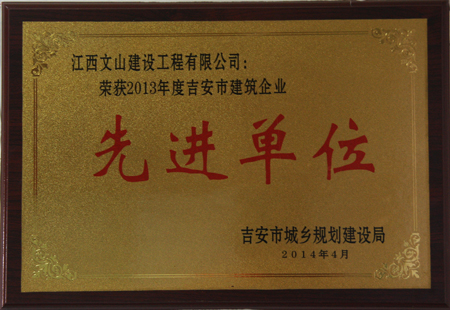 江西文山建设工程有限公司：
荣获2013年度吉安市建筑企业
先进单位
吉安市城乡规划建设局
2014年4月